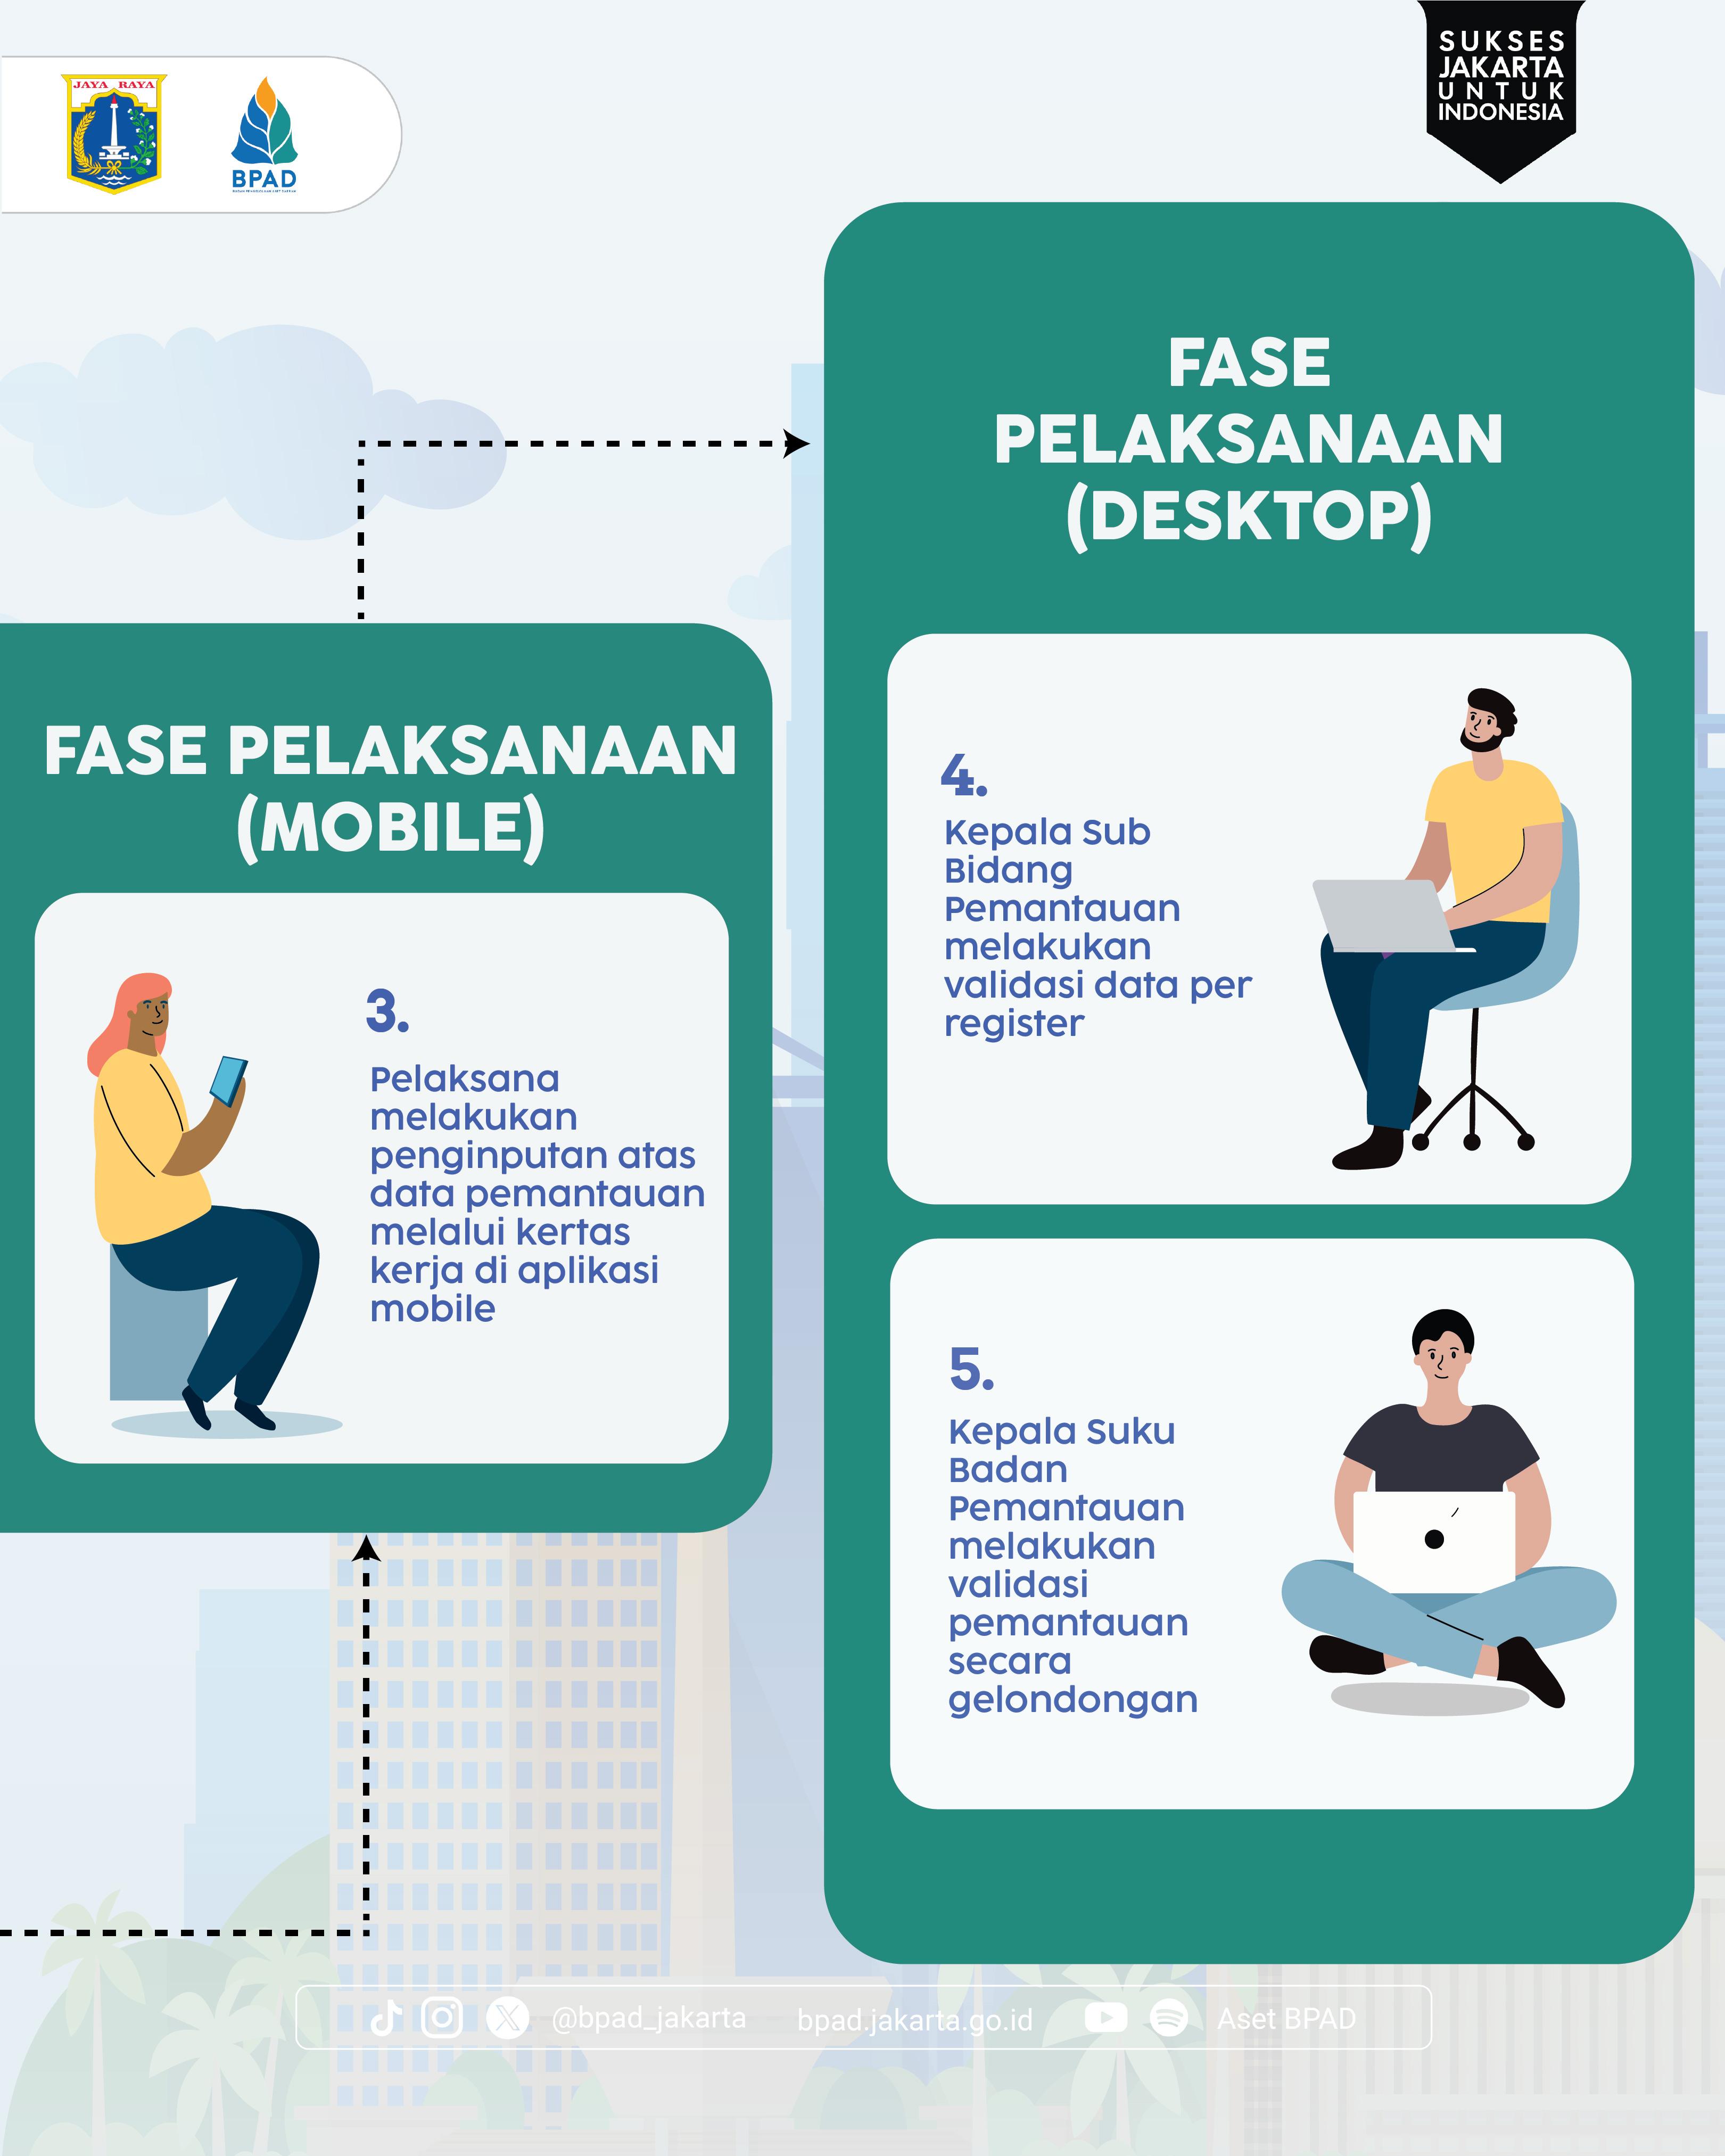 JAYA RAYA
BPAD
SUKSES
JAKARTA
UNTUK
INDONESIA
FASE PELAKSANAAN
(MOBILE)
3.
Pelaksana
melakukan
penginputan atas
data pemantauan
melalui kertas
kerja di aplikasi
mobile
FASE
PELAKSANAAN
(DESKTOP)
4.
Kepala Sub
Bidang
Pemantauan
melakukan
validasi data per
register
5.
Kepala Suku
Badan
Pemantauan
melakukan
validasi
pemantauan
secara
gelondongan
@bpad_jakarta
bpad.jakarta.go.id
Aset BPAD